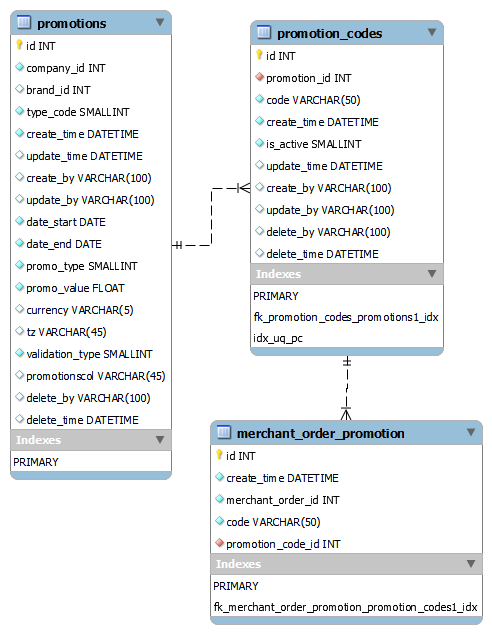 promotions
id INT
company_id INT
brand_id INT
type_code SMALLINT
create_time DATETIME
update_time DATETIME
create_by VARCHAR(100)
update_by VARCHAR(100)
date_start DATE
date_end DATE
promo_type SMALLINT
promo_value FLOAT
currency VARCHAR(5)
tz VARCHAR(45)
validation_type SMALLINT
promotionscol VARCHAR(45)
delete_by VARCHAR(100)
delete_time DATETIME
Indexes
PRIMARY
promotion_codes
id INT
promotion_id INT
code VARCHAR(50)
create_time DATETIME
is_active SMALLINT
update_time DATETIME
create_by VARCHAR(100)
update_by VARCHAR(100)
delete_by VARCHAR(100)
delete_time DATETIME
Indexes
PRIMARY
fk_promotion_codes_promotions1_idx
idx_uq_pc
merchant_order_promotion
id INT
create_time DATETIME
merchant_order_id INT
code VARCHAR(50)
promotion_code_id INT
Indexes
PRIMARY
fk_merchant_order_promotion_promotion_codes1_idx